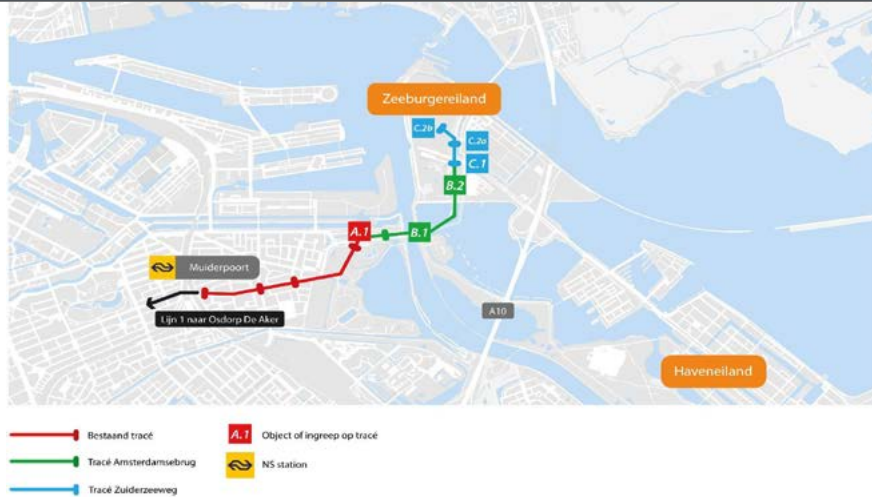 Zeeburgereiland
C.2b
C.2a
C.1
B.2
A.1
B.1
Muiderpoort
Lijn 1 naar Osdorp De Aker
A10
Haveneiland
Bestaand tracé
A.1 Object of ingreep op tracé
Tracé Amsterdamsebrug
NS station
Tracé Zuiderzeeweg